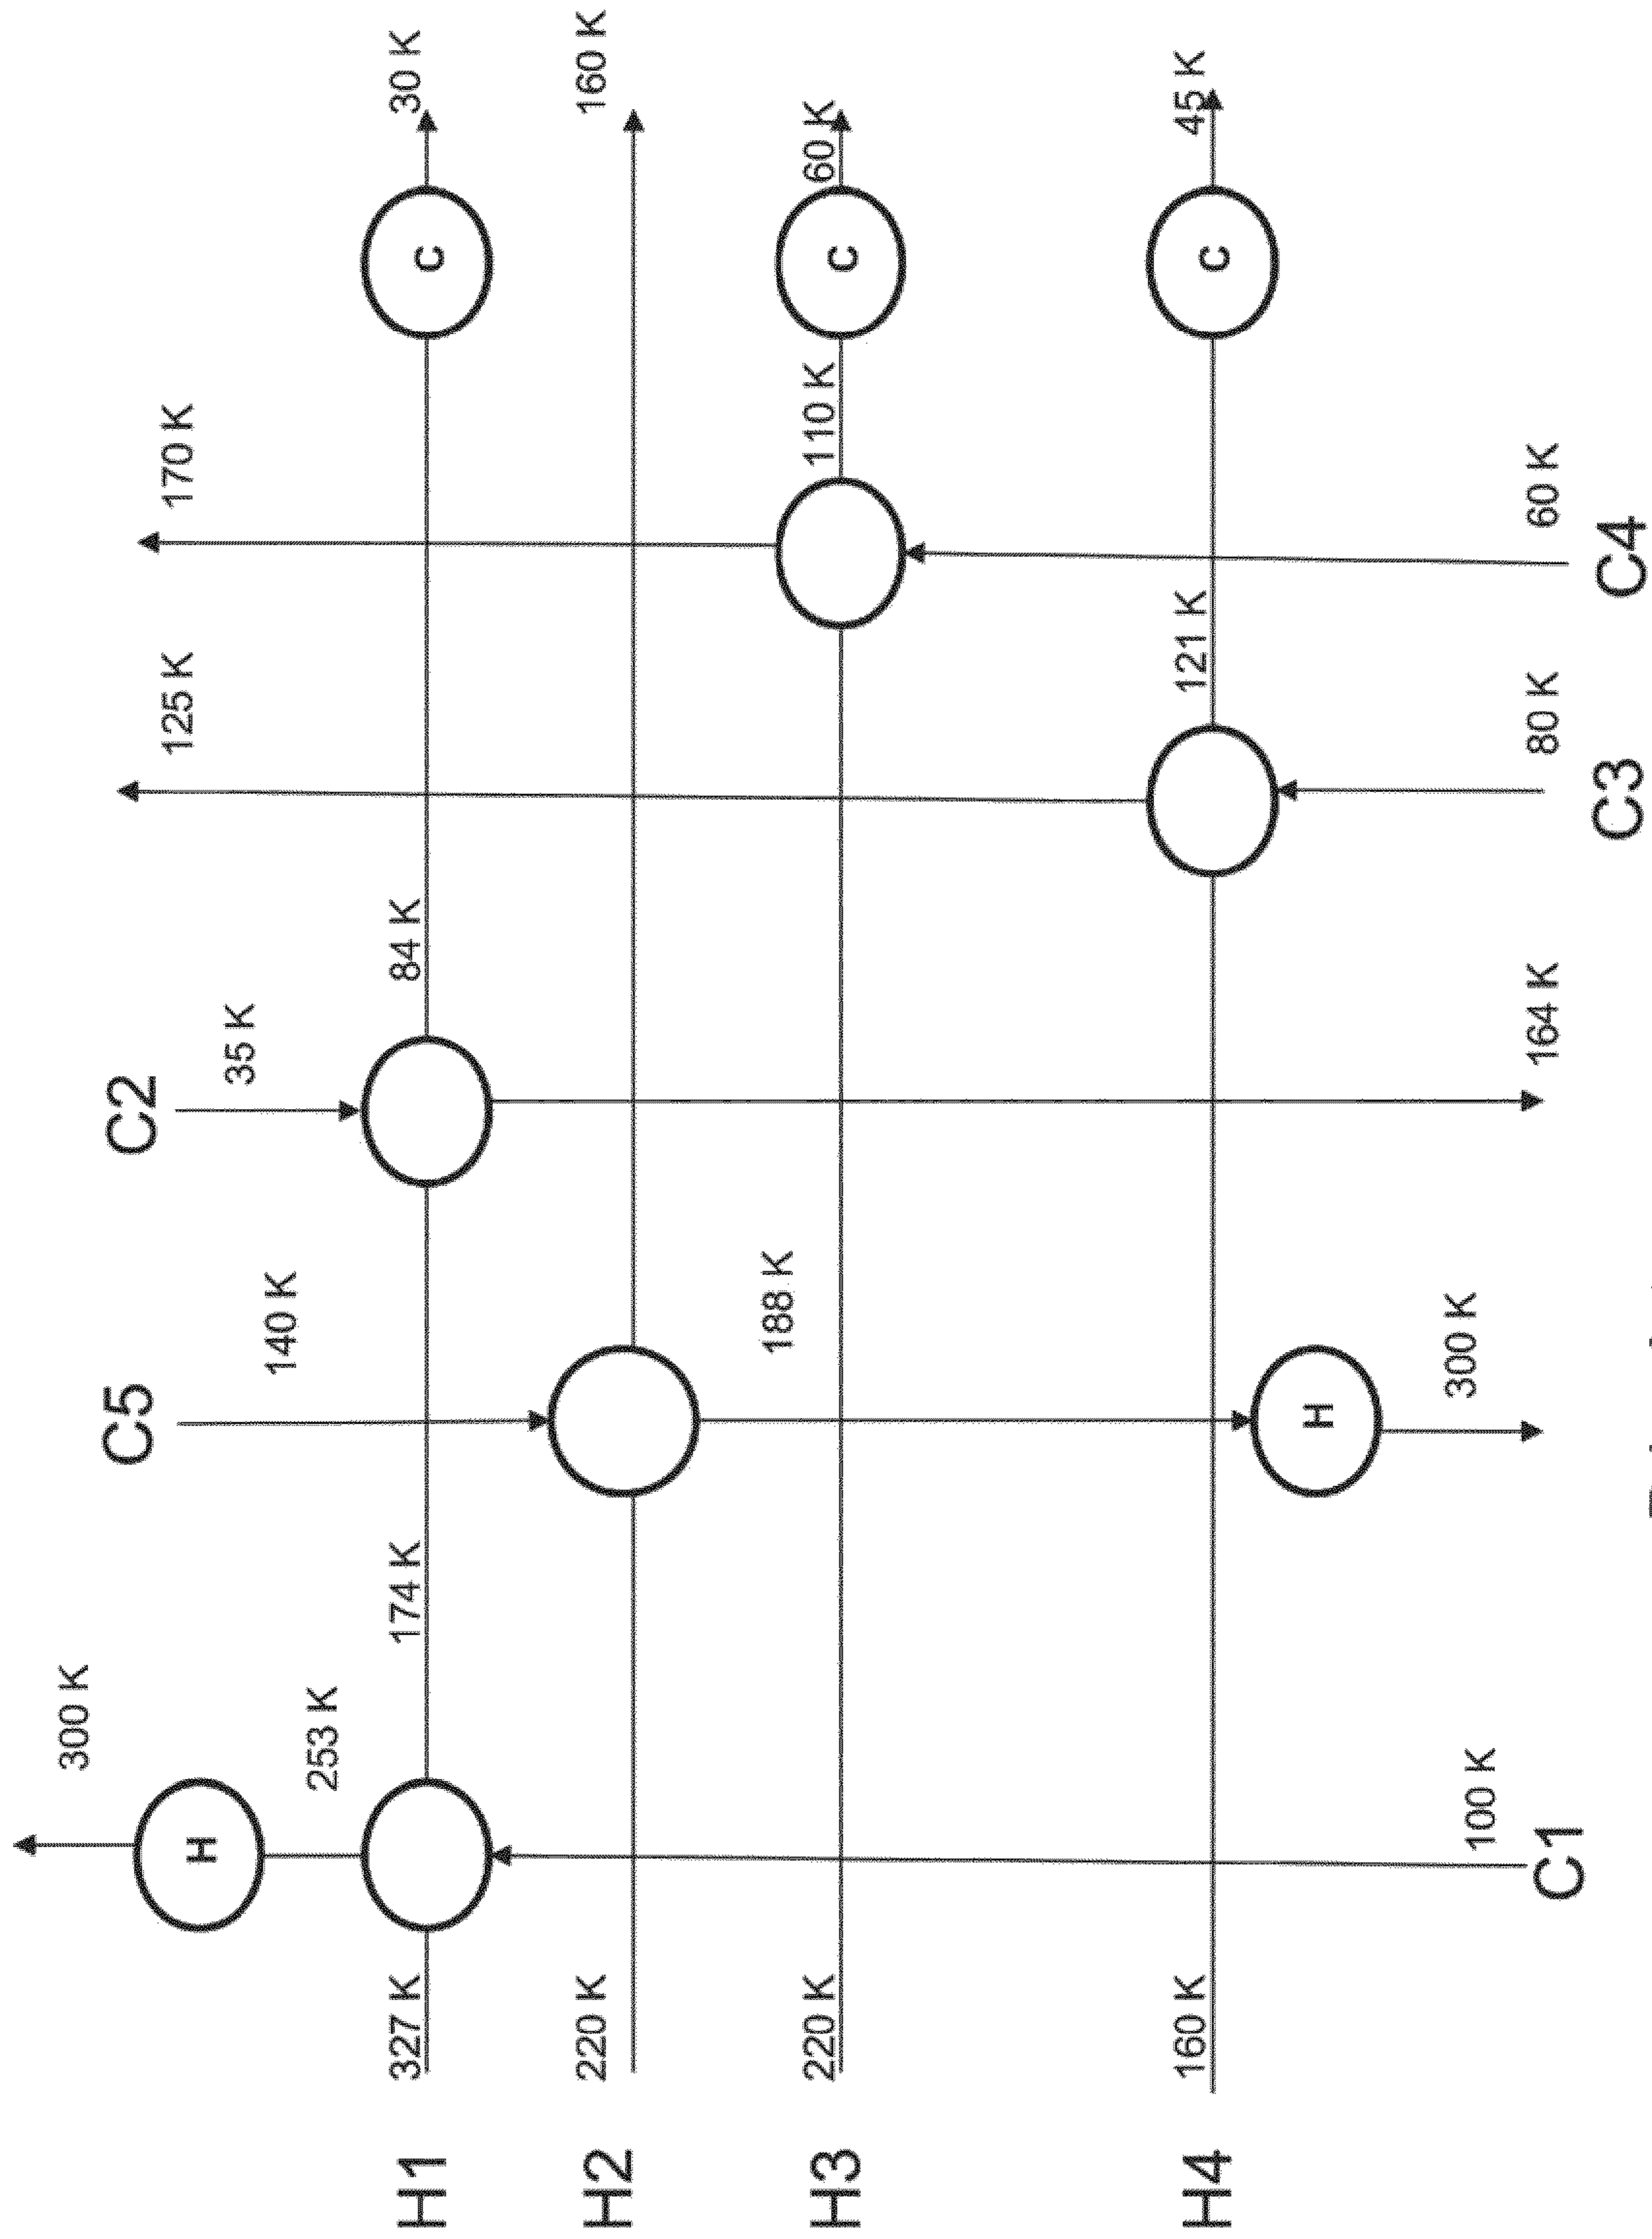 300 K
C5 C2
125 K 170 K
H
35 K
140 K
253 K
H1 327 K 174 K 84 K C 30 K
H2 220 K 160 K
188 K
H3 220 K 110 K C 60 K
H4 160 K 121 K C 45 K
H
300 K
100 K
164 K 80 K 60 K
C1 C3 C4